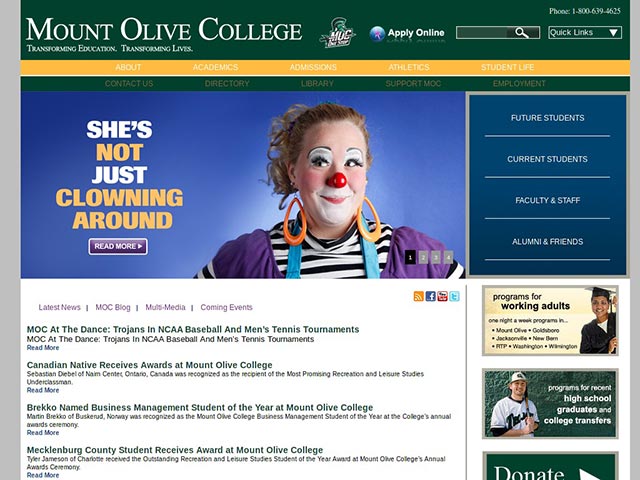 Phone: 1-800-639-4625
MOUNT OLIVE COLLEGE
TRANSFORMING EDUCATION. TRANSFORMING LIVES.
MOC
Apply Online
Quick Links
ABOUT ACADEMICS ADMISSIONS ATHLETICS STUDENT LIFE
CONTACT US DIRECTORY LIBRARY SUPPORT MOC EMPLOYMENT
SHE'S
NOT
JUST
CLOWNING
AROUND
READ MORE
1 2 3 4
FUTURE STUDENTS
CURRENT STUDENTS
FACULTY & STAFF
ALUMNI & FRIENDS
Latest News | MOC Blog | Multi-Media | Coming Events
MOC At The Dance: Trojans In NCAA Baseball And Men's Tennis Tournaments
MOC At The Dance: Trojans In NCAA Baseball And Men's Tennis Tournaments
Read More
Canadian Native Receives Awards at Mount Olive College
Sebastian Diebel of Nairn Center, Ontario, Canada was recognized as the recipient of the Most Promising Recreation and Leisure Studies
Underclassman.
Read More
Brekko Named Business Management Student of the Year at Mount Olive College
Martin Brekko of Buskerud, Norway was recognized as the Mount Olive College Business Management Student of the Year at the College's annual
awards ceremony.
Read More
Mecklenburg County Student Receives Award at Mount Olive College
Tyler Jameson of Charlotte received the Outstanding Recreation and Leisure Studies Student of the Year Award at Mount Olive College's Annual
Awards Ceremony.
Read More
programs for
working adults
one night a week programs in...
• Mount Olive • Goldsboro
• Jacksonville • New Bern
• RTP • Washington • Wilmington
programs for recent
high school
graduates and
college transfers
Donate